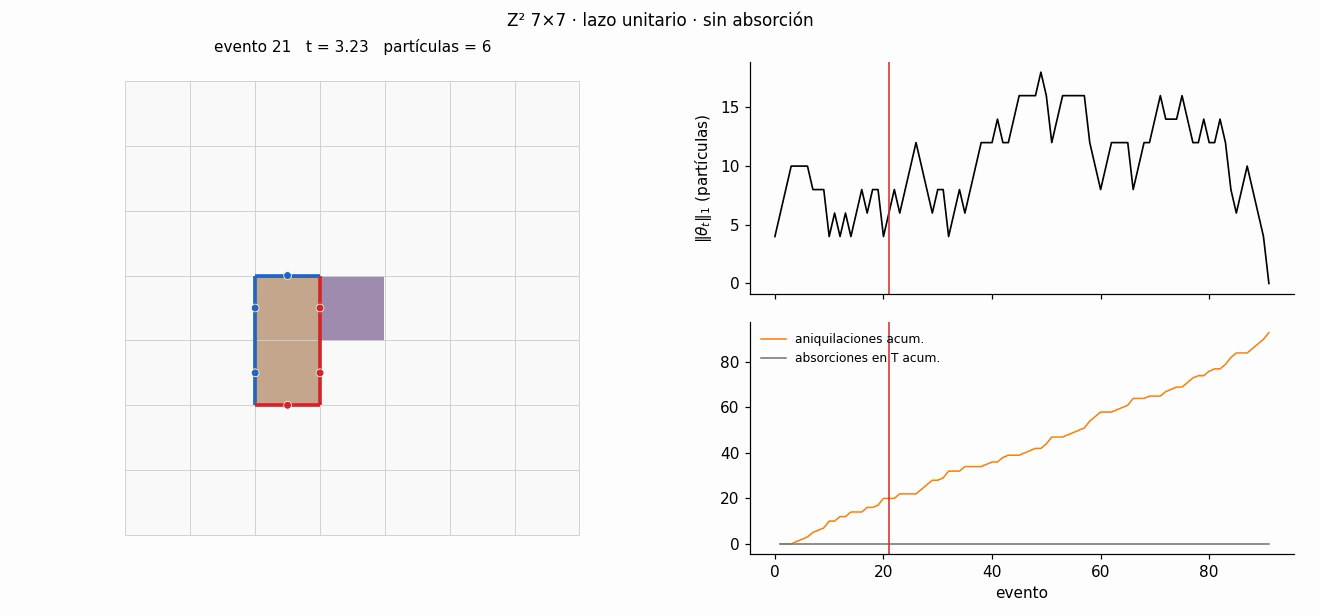 Z² 7×7 · lazo unitario · sin absorción
evento 21   t = 3.23   partículas = 6
‖θₜ‖₁ (partículas)
15
10
5
0
aniquilaciones acum.
absorciones en T acum.
80
60
40
20
0
0 20 40 60 80
evento